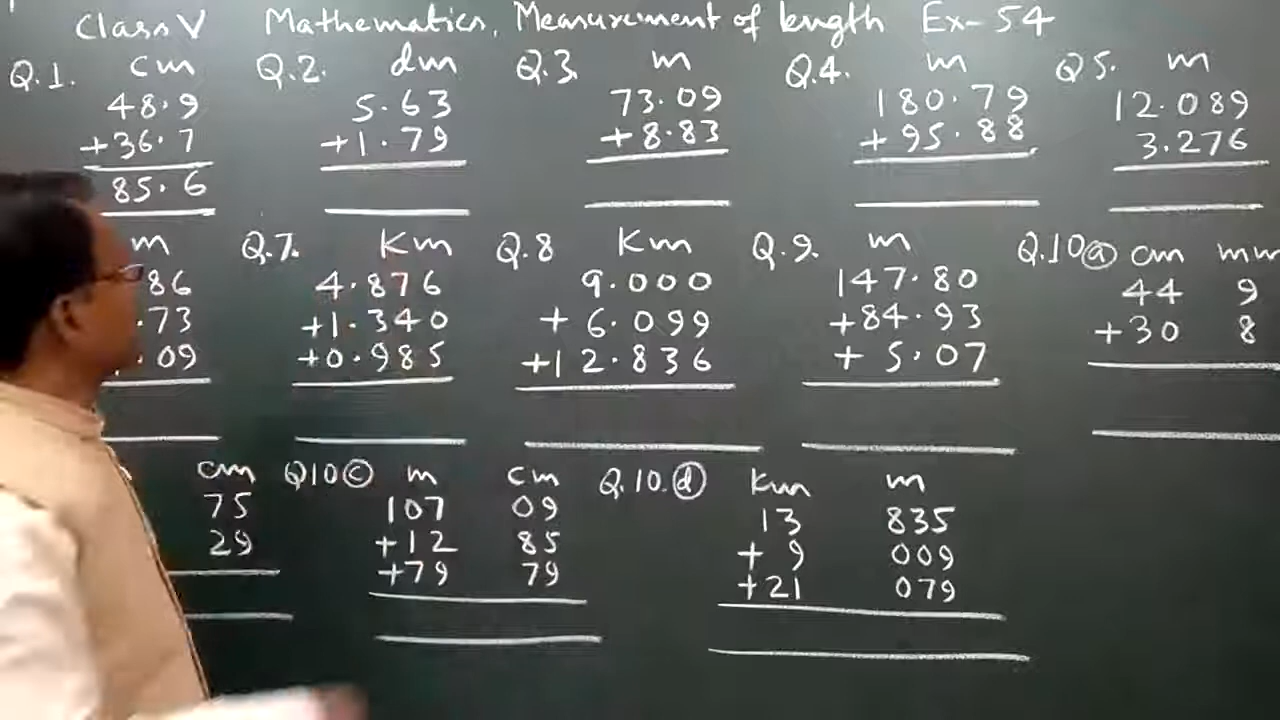 Class V Mathematics, Measurement of length Ex-54
Q.1. cm Q.2. dm Q.3. m Q.4. m Q5. m
48.9 5.63 73.09 180.79 12.089
+36.7 +1.79 +8.83 +95.88 3.276
85.6
m Q.7. Km Q.8 Km Q.9. m Q.10(a) cm mm
86 4.876 9.000 147.80 44 9
.73 +1.340 +6.099 +84.93 +30 8
.09 +0.985 +12.836 +5.07
cm Q10(c) m cm Q.10.(d) Km m
75 107 09 13 835
29 +12 85 +9 009
+79 79 +21 079